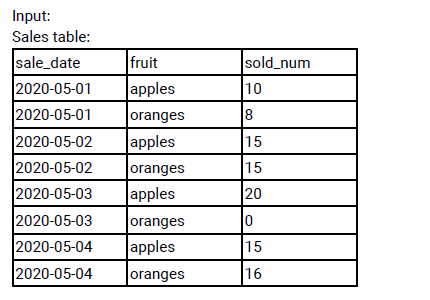 Input:
Sales table:
sale_date fruit sold_num
2020-05-01 apples 10
2020-05-01 oranges 8
2020-05-02 apples 15
2020-05-02 oranges 15
2020-05-03 apples 20
2020-05-03 oranges 0
2020-05-04 apples 15
2020-05-04 oranges 16